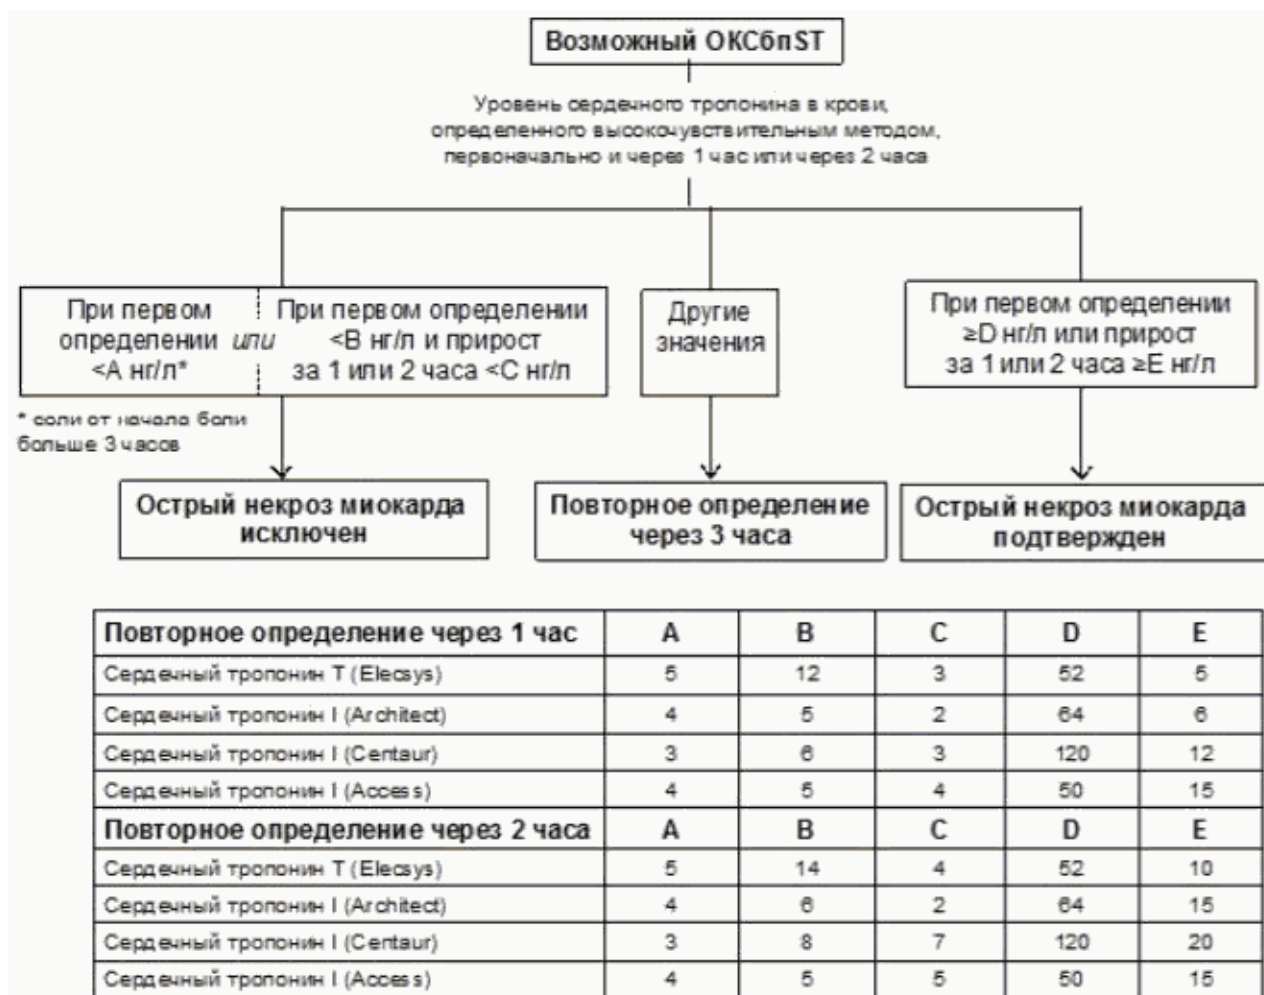 Возможный ОКСбпST
Уровень сердечного тропонина в крови,
определенного высокочувствительным методом,
первоначально и через 1 час или через 2 часа
При первом
определении или
<A нг/л*
При первом определении
<B нг/л и прирост
за 1 или 2 часа <C нг/л
Другие
значения
При первом определении
≥D нг/л или прирост
за 1 или 2 часа ≥E нг/л
* если от начала боли
больше 3 часов
Острый некроз миокарда
исключен
Повторное определение
через 3 часа
Острый некроз миокарда
подтвержден
Повторное определение через 1 час A B C D E
Сердечный тропонин T (Elecsys) 5 12 3 52 5
Сердечный тропонин I (Architect) 4 5 2 64 6
Сердечный тропонин I (Centaur) 3 6 3 120 12
Сердечный тропонин I (Access) 4 5 4 50 15
Повторное определение через 2 часа A B C D E
Сердечный тропонин T (Elecsys) 5 14 4 52 10
Сердечный тропонин I (Architect) 4 6 2 64 15
Сердечный тропонин I (Centaur) 3 8 7 120 20
Сердечный тропонин I (Access) 4 5 5 50 15